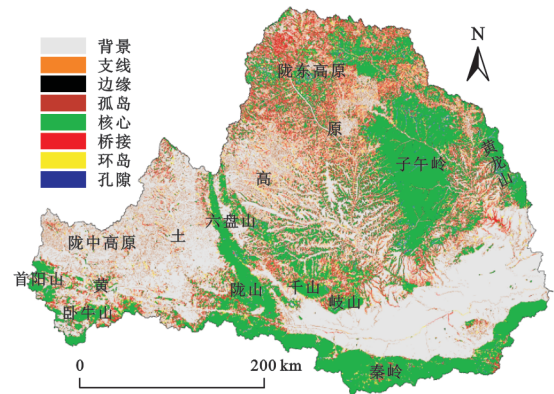 背景
支线
边缘
孤岛
核心
桥接
环岛
孔隙
N
陇东高原
原
子午岭
黄龙山
高
六盘山
土
陇中高原
首阳山
黄
陇山
千山
岐山
卧牛山
秦岭
0 200 km